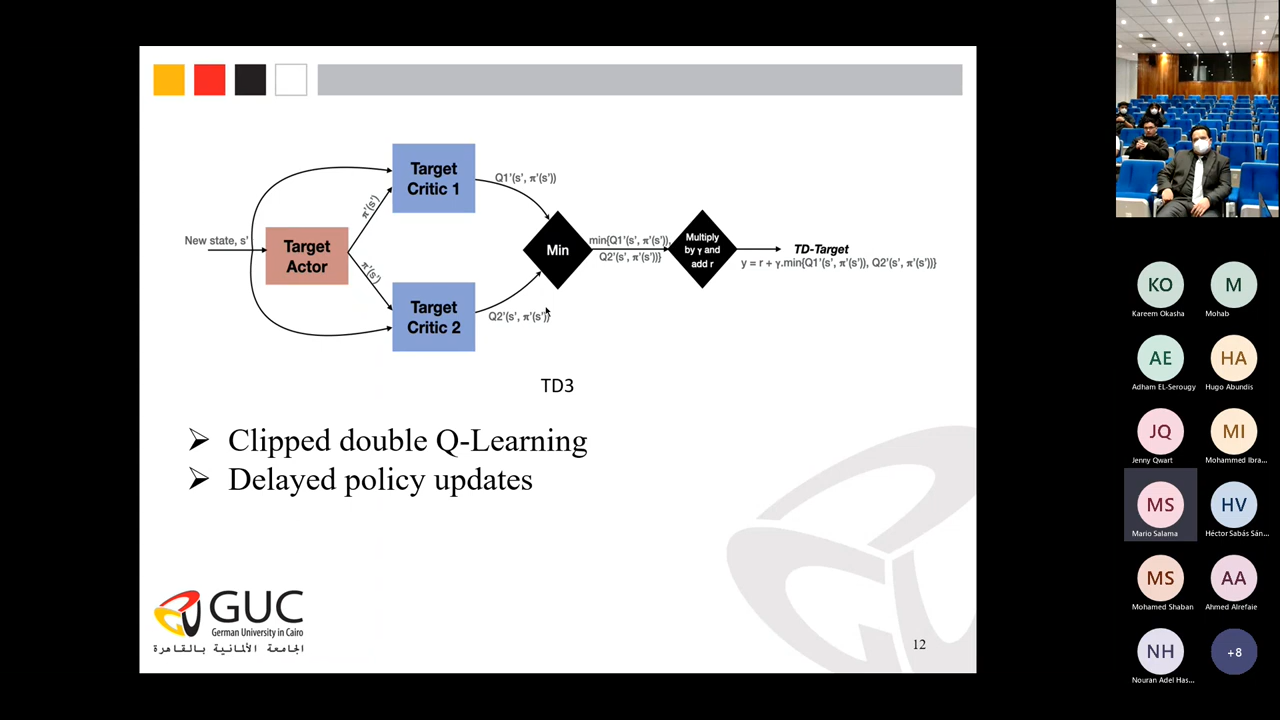 Target
Critic 1
Q1'(s', π'(s'))
π'(s')
New state, s'
Target
Actor
π'(s')
Target
Critic 2
Q2'(s', π'(s')}
Min
min{Q1'(s', π'(s')),
Q2'(s', π'(s'))}
Multiply
by γ and
add r
TD-Target
y = r + γ.min{Q1'(s', π'(s')), Q2'(s', π'(s'))}
TD3
➢ Clipped double Q-Learning
➢ Delayed policy updates
GUC
German University in Cairo
الجامعة الألمانية بالقاهرة
12
KO
Kareem Okasha
M
Mohab
AE
Adham EL-Serougy
HA
Hugo Abundis
JQ
Jenny Qwart
MI
Mohammed Ibra...
MS
Mario Salama
HV
Héctor Sabás Sán...
MS
Mohamed Shaban
AA
Ahmed Alrefaie
NH
Nouran Adel Has...
+8